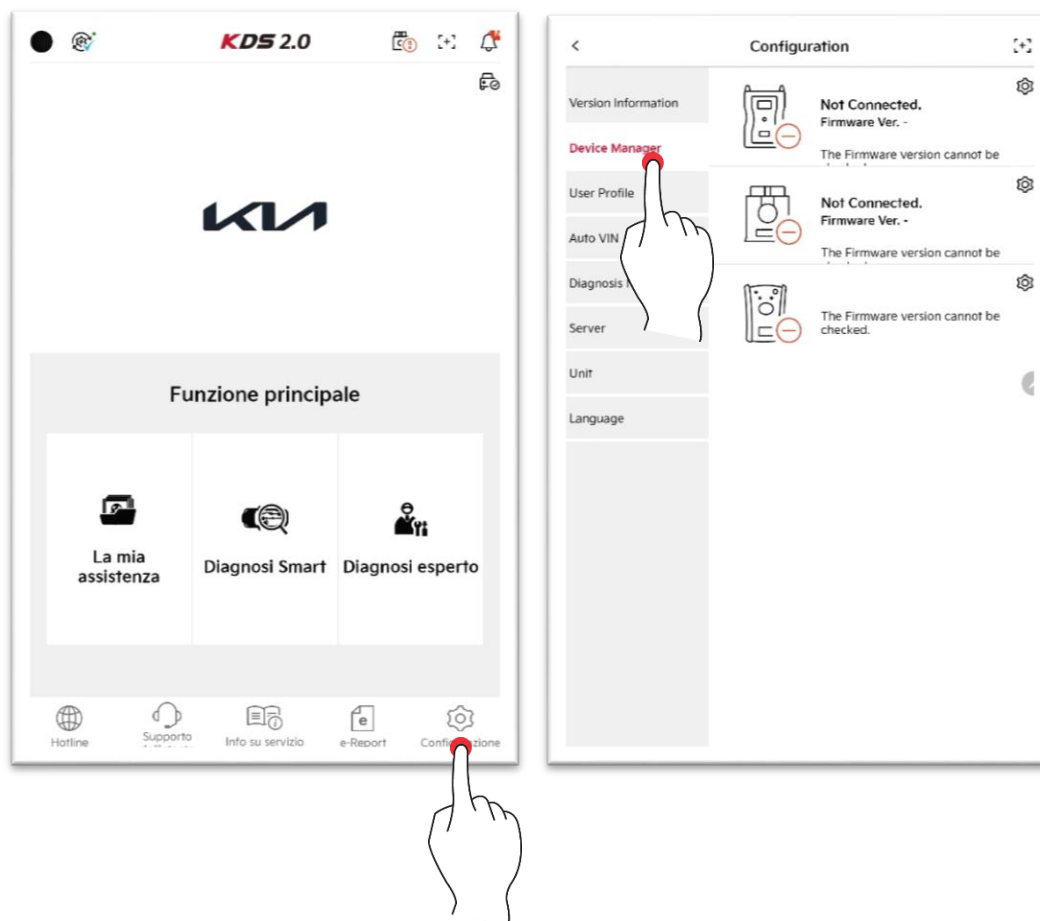 KDS 2.0
KIA
Funzione principale
La mia
assistenza
Diagnosi Smart
Diagnosi esperto
Hotline
Supporto
Info su servizio
e-Report
Configurazione
Configuration
Version Information
Device Manager
User Profile
Auto VIN
Diagnosis
Server
Unit
Language
Not Connected.
Firmware Ver. -
The Firmware version cannot be
Not Connected.
Firmware Ver. -
The Firmware version cannot be
The Firmware version cannot be
checked.